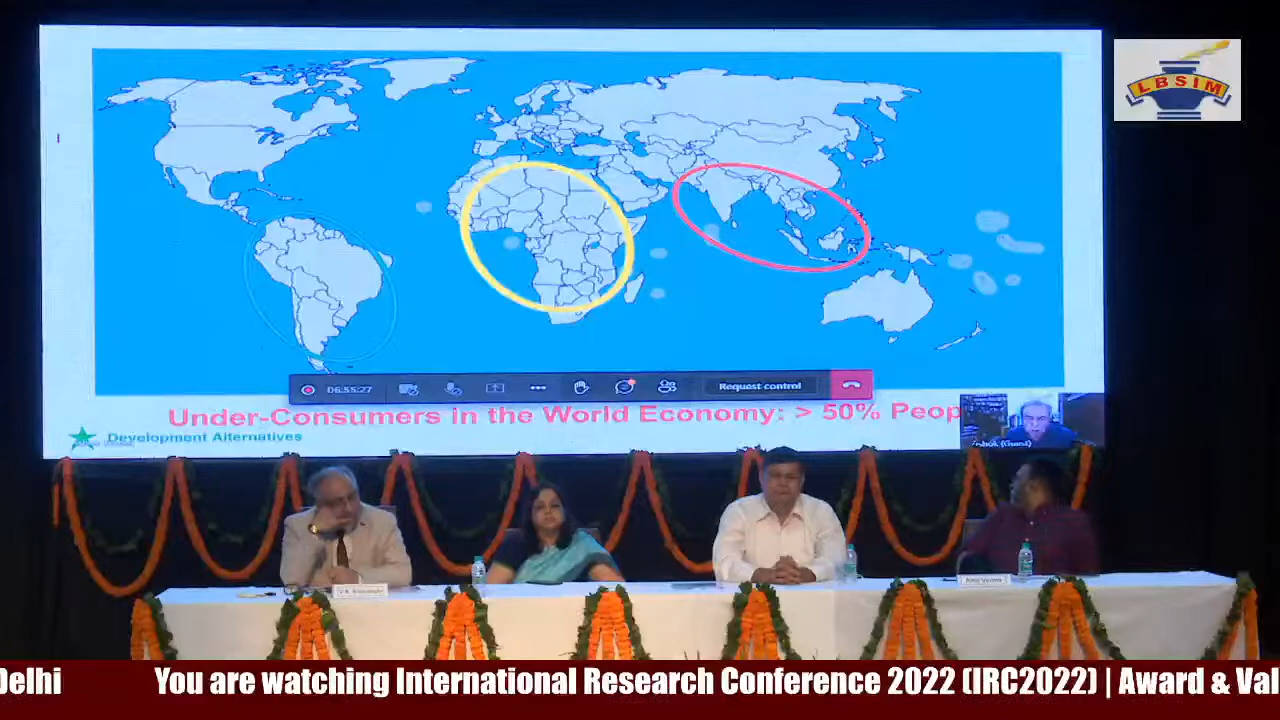 LBSIM
06:55:27
Request control
Under-Consumers in the World Economy: > 50% Peop
Development Alternatives
(Guest)
Delhi
You are watching International Research Conference 2022 (IRC2022) | Award & Val